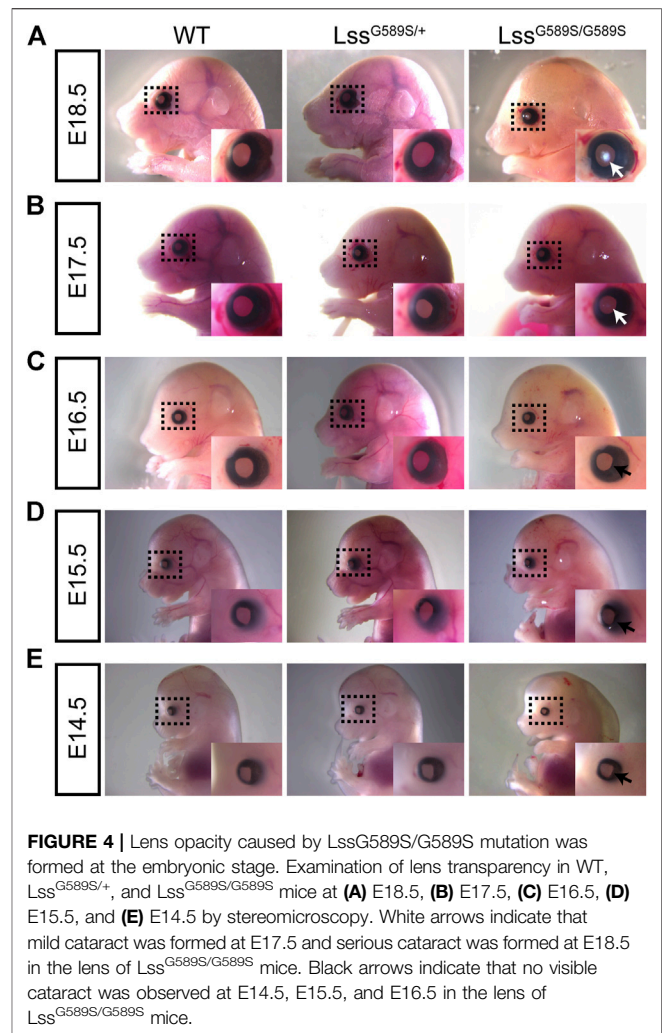 A
WT
Lss^G589S/+
Lss^G589S/G589S
E18.5
B
E17.5
C
E16.5
D
E15.5
E
E14.5
FIGURE 4 | Lens opacity caused by LssG589S/G589S mutation was
formed at the embryonic stage. Examination of lens transparency in WT,
Lss^G589S/+, and Lss^G589S/G589S mice at (A) E18.5, (B) E17.5, (C) E16.5, (D)
E15.5, and (E) E14.5 by stereomicroscopy. White arrows indicate that
mild cataract was formed at E17.5 and serious cataract was formed at E18.5
in the lens of Lss^G589S/G589S mice. Black arrows indicate that no visible
cataract was observed at E14.5, E15.5, and E16.5 in the lens of
Lss^G589S/G589S mice.